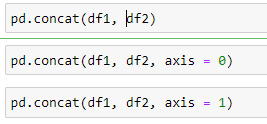 pd.concat(df1, df2)
pd.concat(df1, df2, axis = 0)
pd.concat(df1, df2, axis = 1)